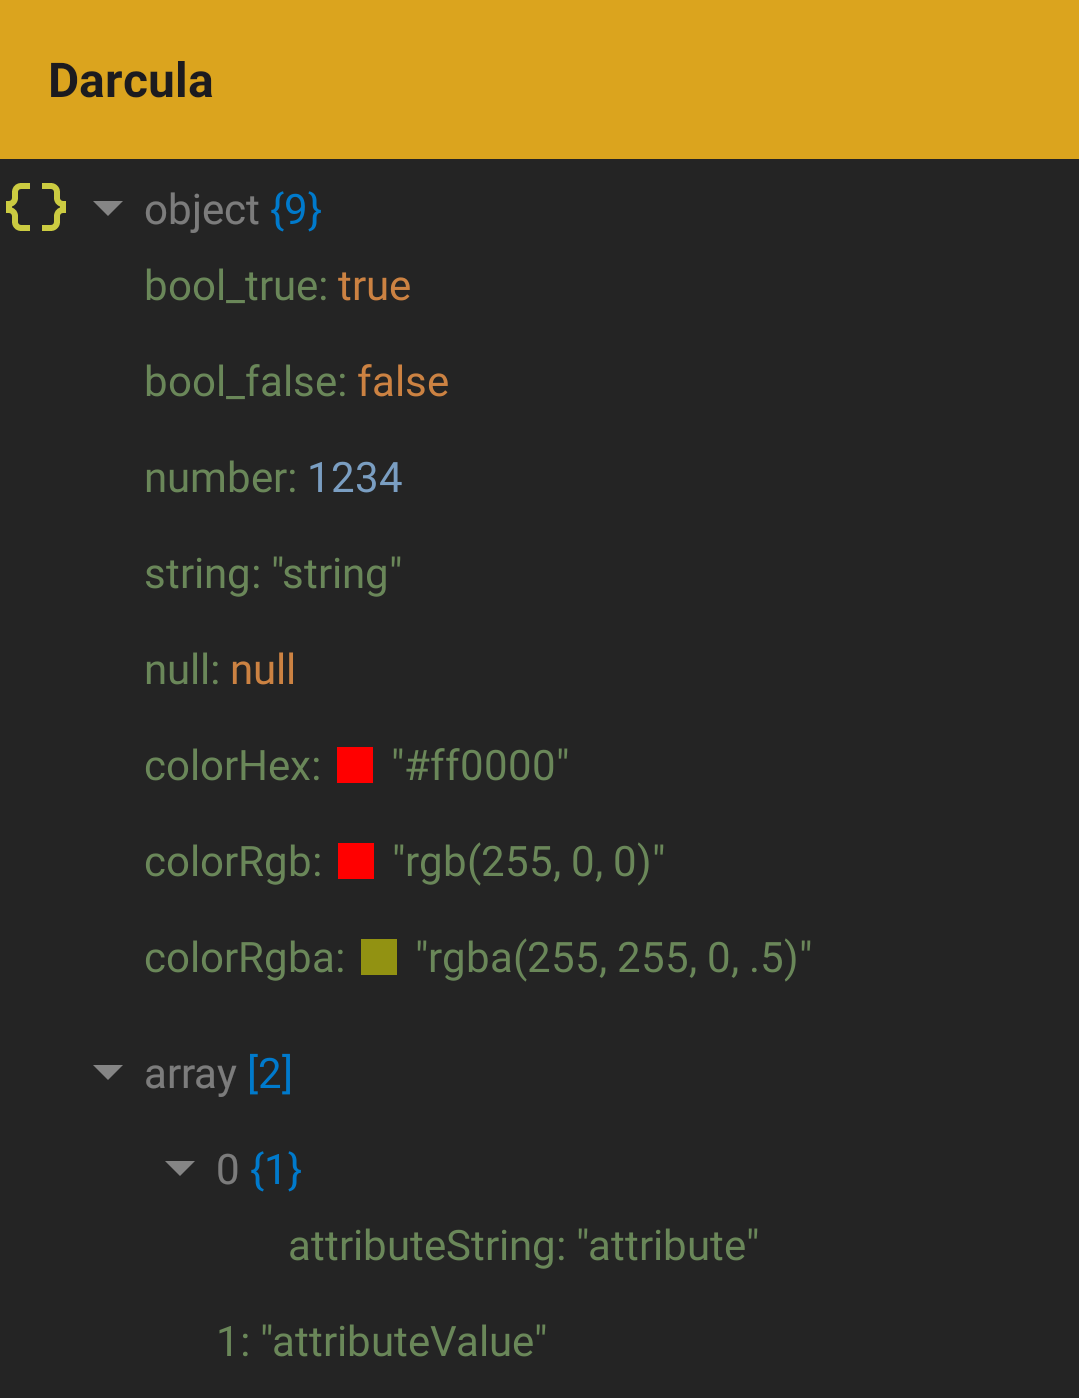 Darcula
{} object {9}
bool_true: true
bool_false: false
number: 1234
string: "string"
null: null
colorHex: "#ff0000"
colorRgb: "rgb(255, 0, 0)"
colorRgba: "rgba(255, 255, 0, .5)"
array [2]
0 {1}
attributeString: "attribute"
1: "attributeValue"